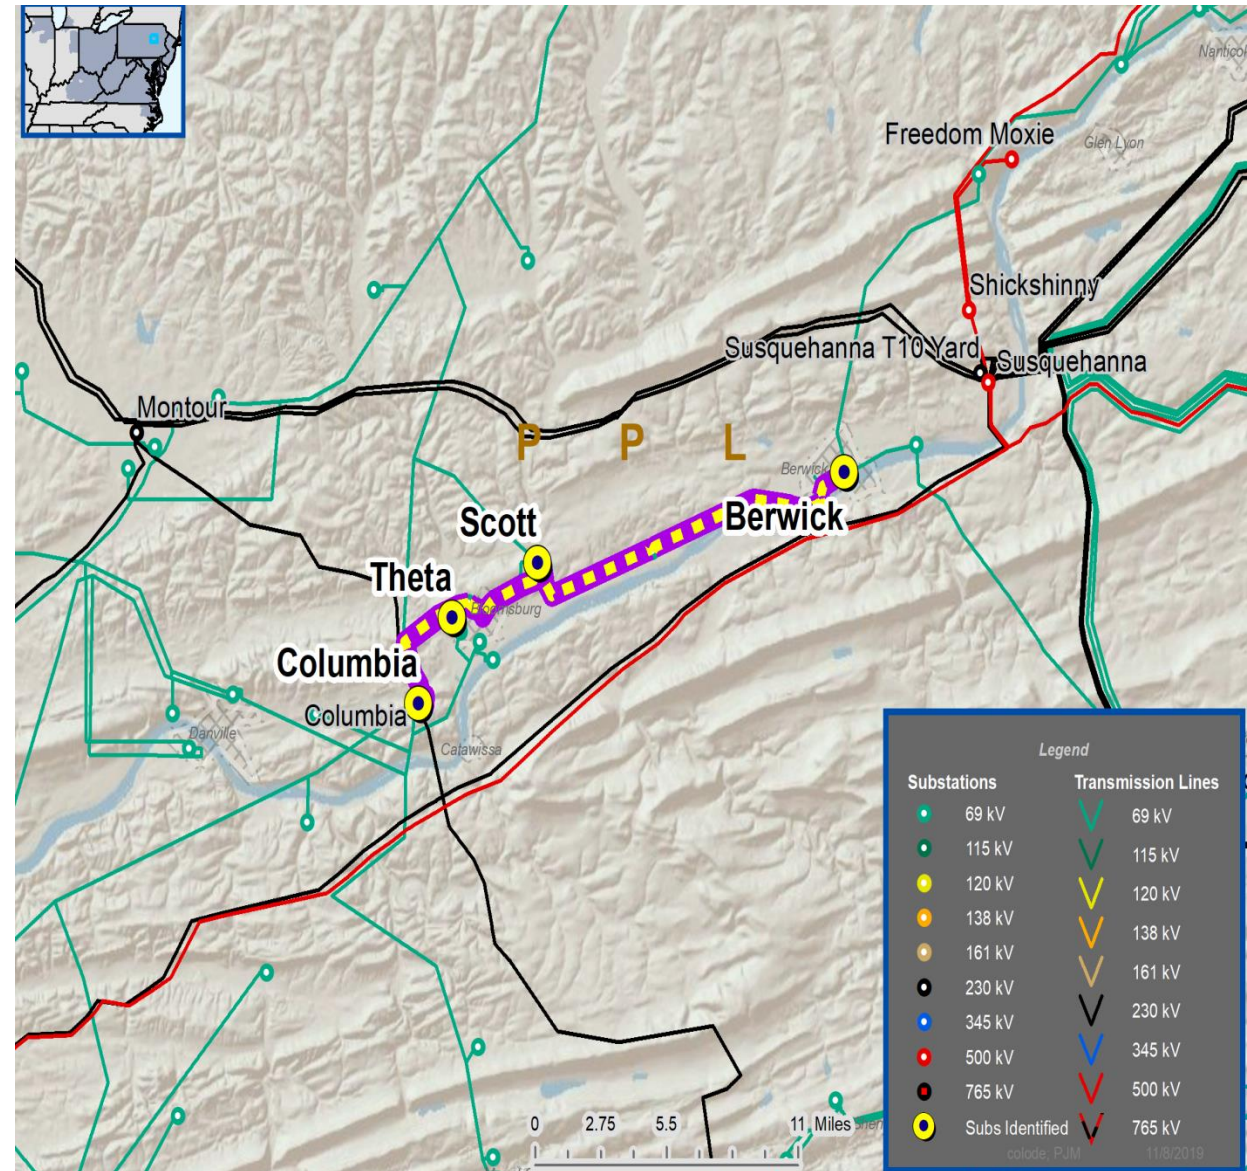 Nanticok
Freedom Moxie
Glen Lyon
Shickshinny
Susquehanna T10 Yard
Susquehanna
Montour
P P L
Berwick
Berwick
Scott
Theta
Bloomsburg
Columbia
Columbia
Danville
Catawissa
Legend
Substations Transmission Lines
69 kV 69 kV
115 kV 115 kV
120 kV 120 kV
138 kV 138 kV
161 kV 161 kV
230 kV 230 kV
345 kV 345 kV
500 kV 500 kV
765 kV 765 kV
Subs Identified
0 2.75 5.5 11 Miles
colode, PJM 11/8/2019